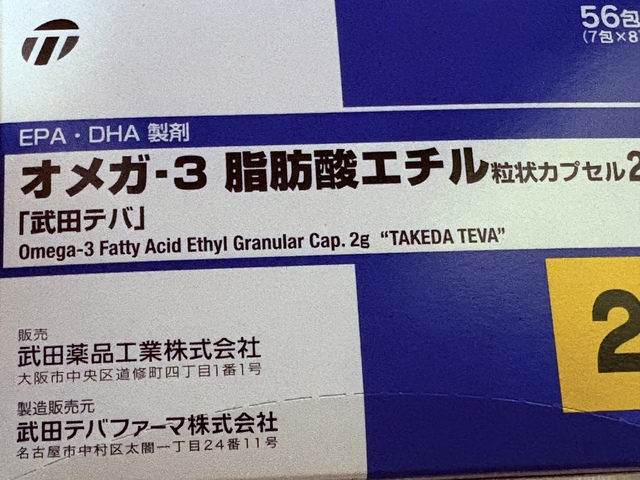 56包
(7包×8
EPA・DHA 製剤
オメガ-3 脂肪酸エチル粒状カプセル2
「武田テバ」
Omega-3 Fatty Acid Ethyl Granular Cap. 2g “TAKEDA TEVA”
2
販売
武田薬品工業株式会社
大阪市中央区道修町四丁目1番1号
製造販売元
武田テバファーマ株式会社
名古屋市中村区太閤一丁目24番11号